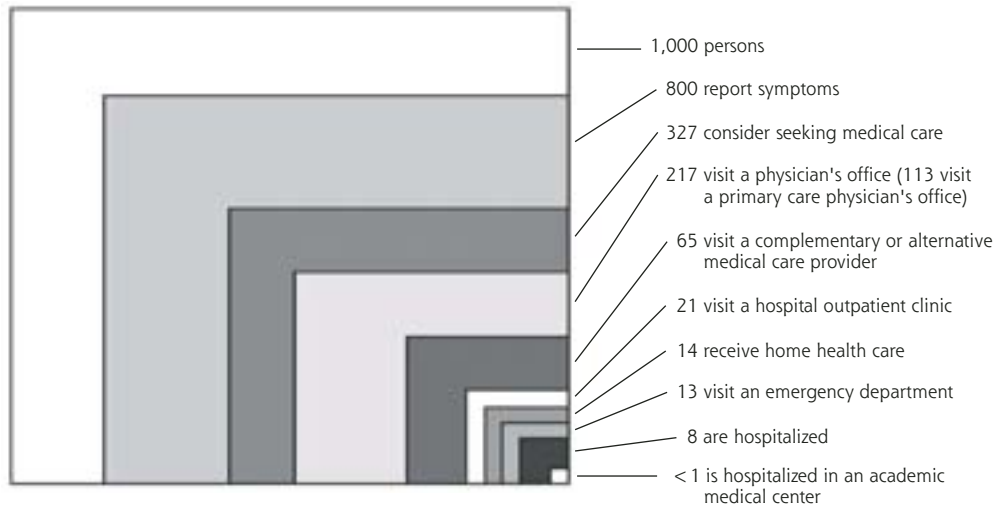 1,000 persons
800 report symptoms
327 consider seeking medical care
217 visit a physician's office (113 visit
a primary care physician's office)
65 visit a complementary or alternative
medical care provider
21 visit a hospital outpatient clinic
14 receive home health care
13 visit an emergency department
8 are hospitalized
<1 is hospitalized in an academic
medical center